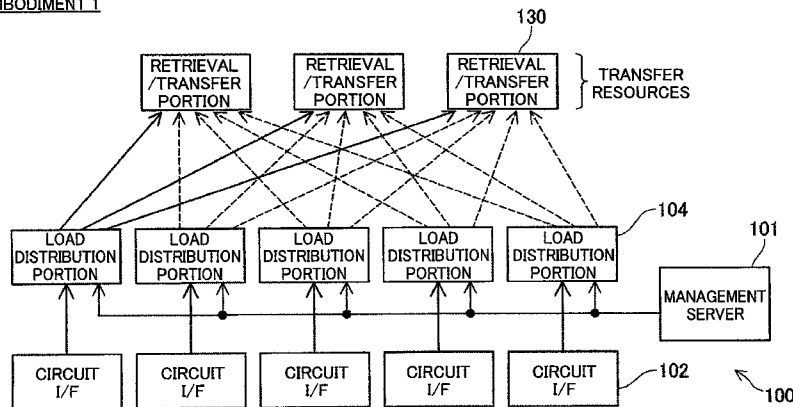 BODIMENT 1
130
RETRIEVAL
/TRANSFER
PORTION
RETRIEVAL
/TRANSFER
PORTION
RETRIEVAL
/TRANSFER
PORTION
TRANSFER
RESOURCES
104
LOAD
DISTRIBUTION
PORTION
LOAD
DISTRIBUTION
PORTION
LOAD
DISTRIBUTION
PORTION
LOAD
DISTRIBUTION
PORTION
LOAD
DISTRIBUTION
PORTION
101
MANAGEMENT
SERVER
CIRCUIT
I/F
CIRCUIT
I/F
CIRCUIT
I/F
CIRCUIT
I/F
CIRCUIT
I/F
102
100